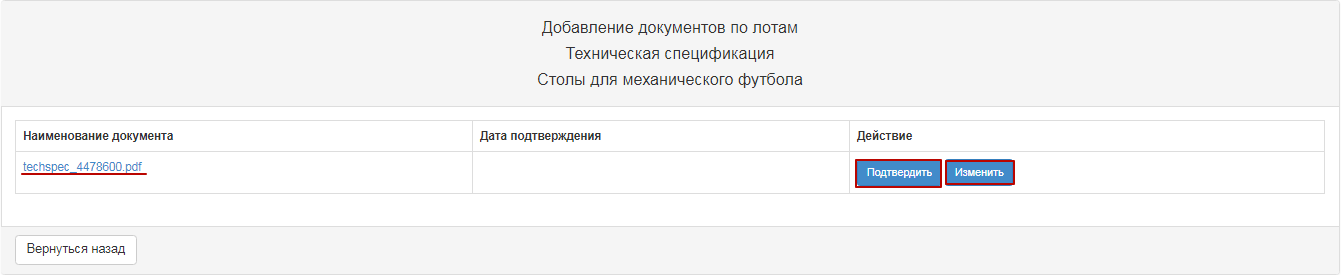 Добавление документов по лотам
Техническая спецификация
Столы для механического футбола
Наименование документа Дата подтверждения Действие
techspec_4478600.pdf Подтвердить Изменить
Вернуться назад